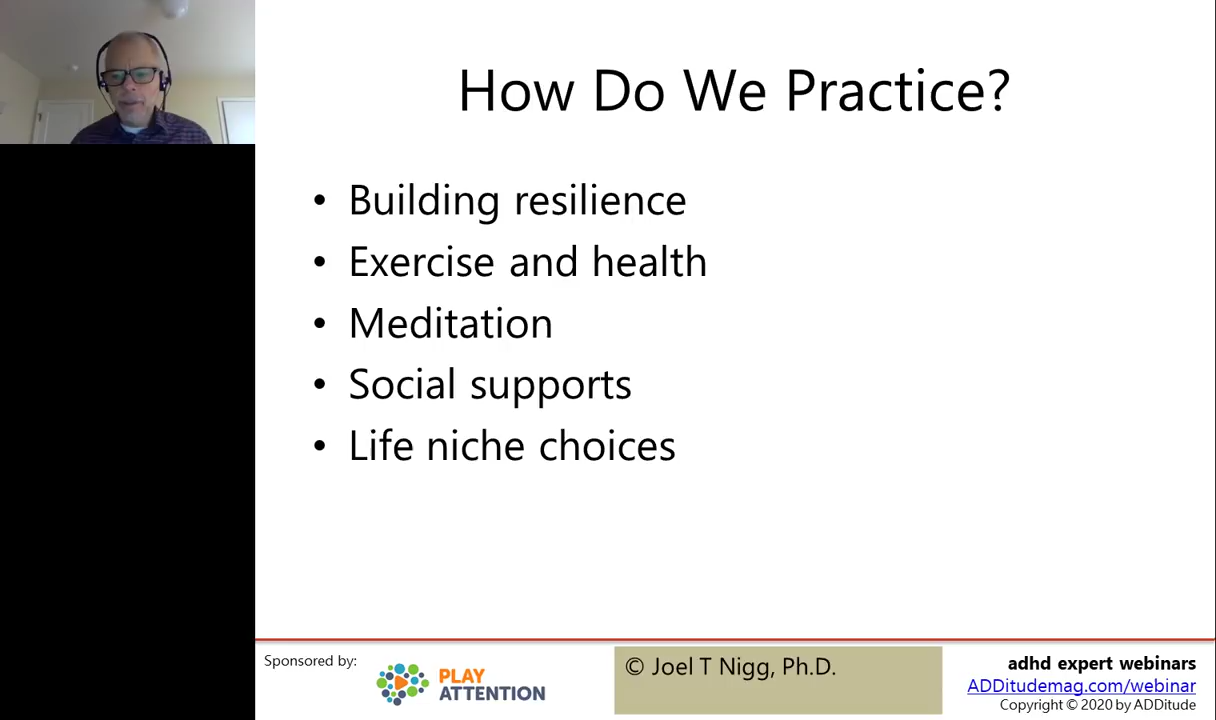 How Do We Practice?
• Building resilience
• Exercise and health
• Meditation
• Social supports
• Life niche choices
Sponsored by:
PLAY
ATTENTION
© Joel T Nigg, Ph.D.
adhd expert webinars
ADDitudemag.com/webinar
Copyright © 2020 by ADDitude